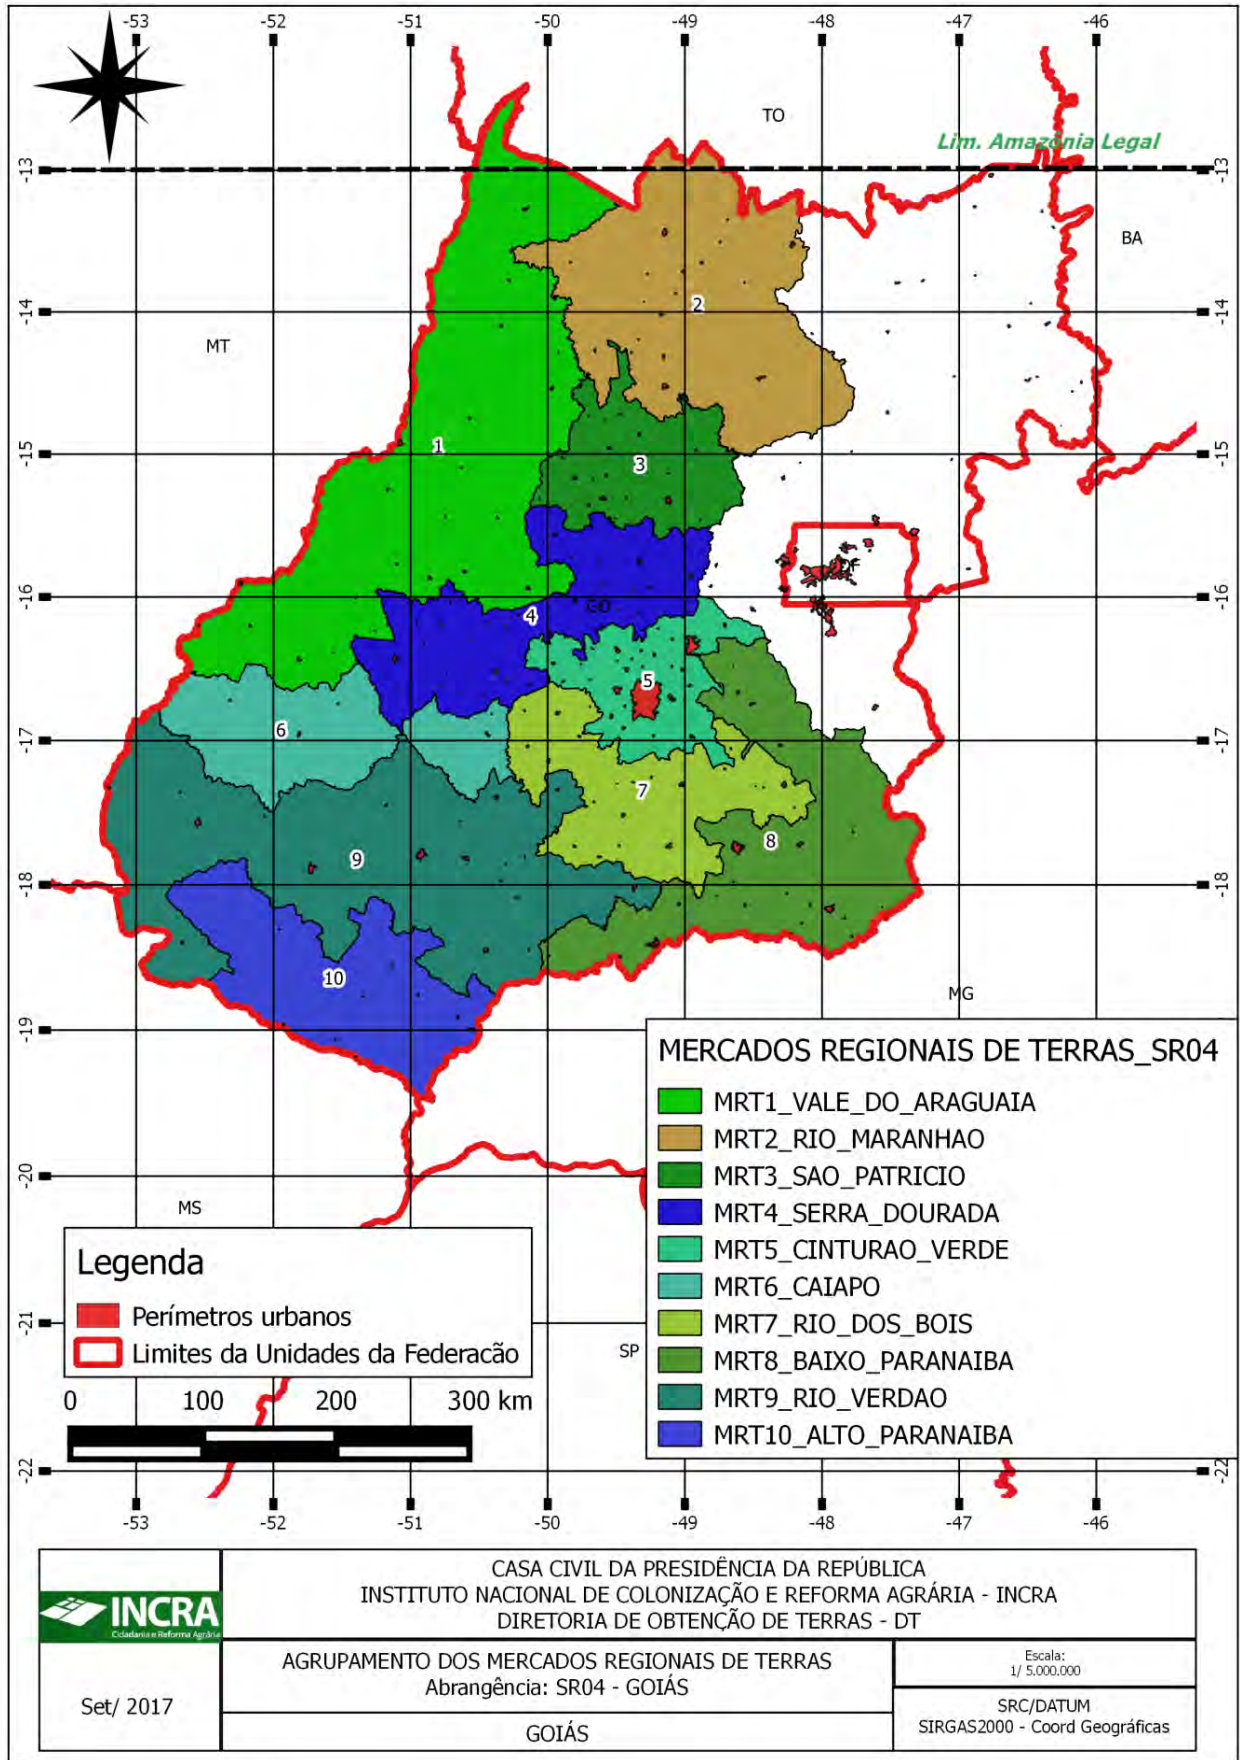 -53 -52 -51 -50 -49 -48 -47 -46
TO
Lim. Amazônia Legal
-13 -13
BA
2
-14 -14
MT
1
-15 -15
3
DF
-16 -16
GO
4
5
6
-17 -17
7
8
9
-18 -18
10
MG
-19 -19
MERCADOS REGIONAIS DE TERRAS_SR04
MRT1_VALE_DO_ARAGUAIA
MRT2_RIO_MARANHAO
MRT3_SAO_PATRICIO
MRT4_SERRA_DOURADA
MRT5_CINTURAO_VERDE
MRT6_CAIAPO
MRT7_RIO_DOS_BOIS
MRT8_BAIXO_PARANAIBA
MRT9_RIO_VERDAO
MRT10_ALTO_PARANAIBA
-20
MS
Legenda
Perímetros urbanos
Limites da Unidades da Federacão
-21
SP
0 100 200 300 km
-22 -22
-53 -52 -51 -50 -49 -48 -47 -46
INCRA
Cidadania e Reforma Agrária
Set/ 2017
CASA CIVIL DA PRESIDÊNCIA DA REPÚBLICA
INSTITUTO NACIONAL DE COLONIZAÇÃO E REFORMA AGRÁRIA - INCRA
DIRETORIA DE OBTENÇÃO DE TERRAS - DT
AGRUPAMENTO DOS MERCADOS REGIONAIS DE TERRAS
Abrangência: SR04 - GOIÁS
GOIÁS
Escala:
1/ 5.000.000
SRC/DATUM
SIRGAS2000 - Coord Geográficas